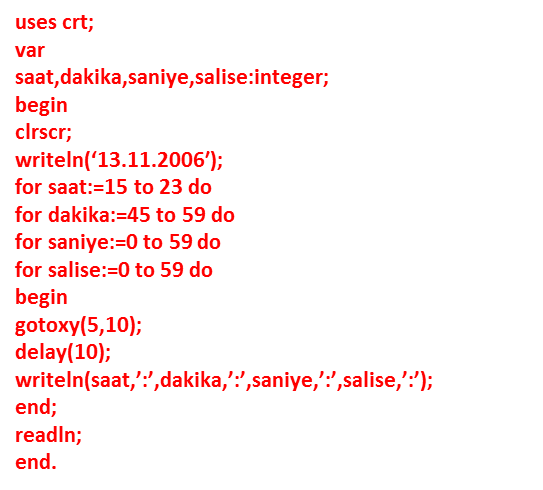 uses crt;
var
saat,dakika,saniye,salise:integer;
begin
clrscr;
writeln(‘13.11.2006’);
for saat:=15 to 23 do
for dakika:=45 to 59 do
for saniye:=0 to 59 do
for salise:=0 to 59 do
begin
gotoxy(5,10);
delay(10);
writeln(saat,’:’,dakika,’:’,saniye,’:’,salise,’:’);
end;
readln;
end.